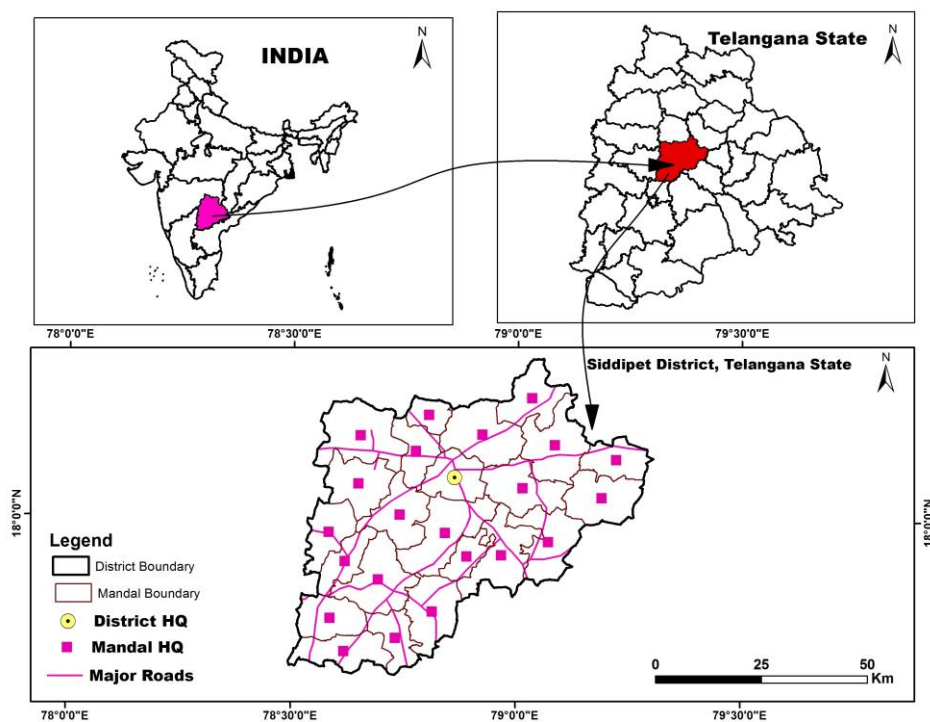 INDIA
N
Telangana State
N
78°0'0"E
78°30'0"E
79°0'0"E
79°30'0"E
Siddipet District, Telangana State
N
18°0'0"N
18°0'0"N
Legend
District Boundary
Mandal Boundary
District HQ
Mandal HQ
Major Roads
0 25 50
Km
78°0'0"E
78°30'0"E
79°0'0"E
79°30'0"E